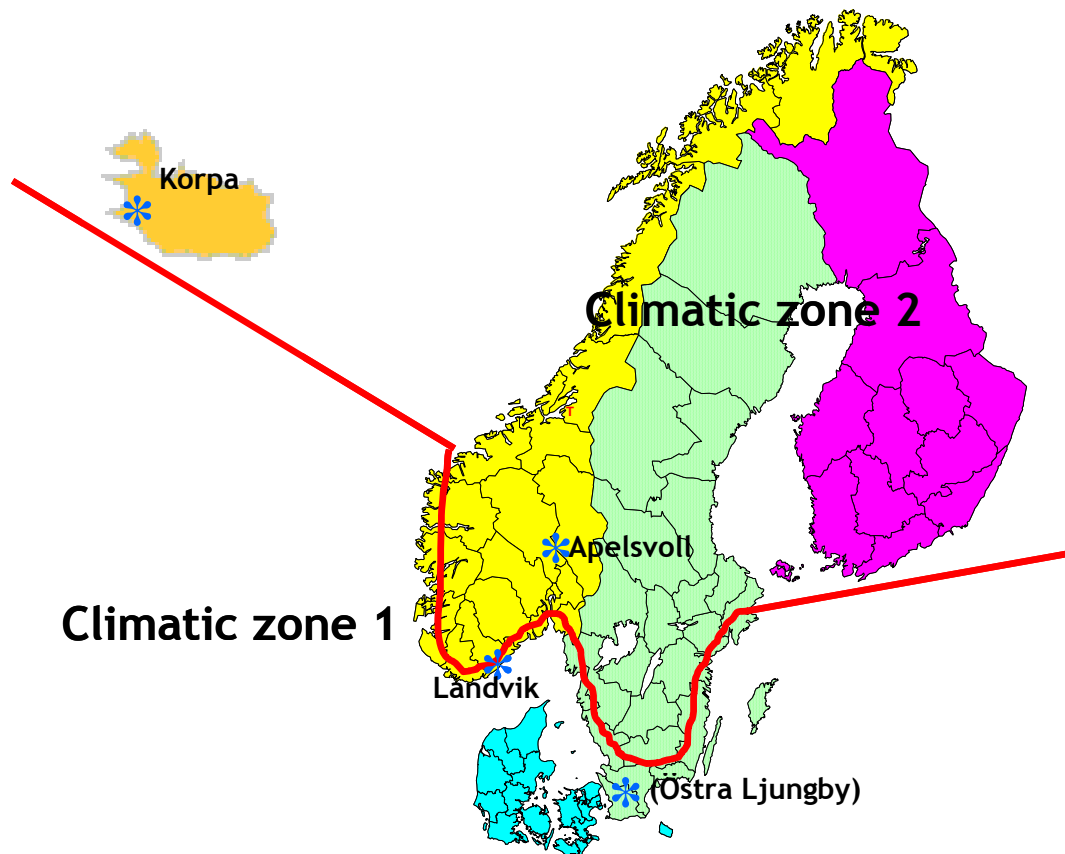 Korpa
Climatic zone 2
T
Apelsvoll
Climatic zone 1
Landvik
(Östra Ljungby)